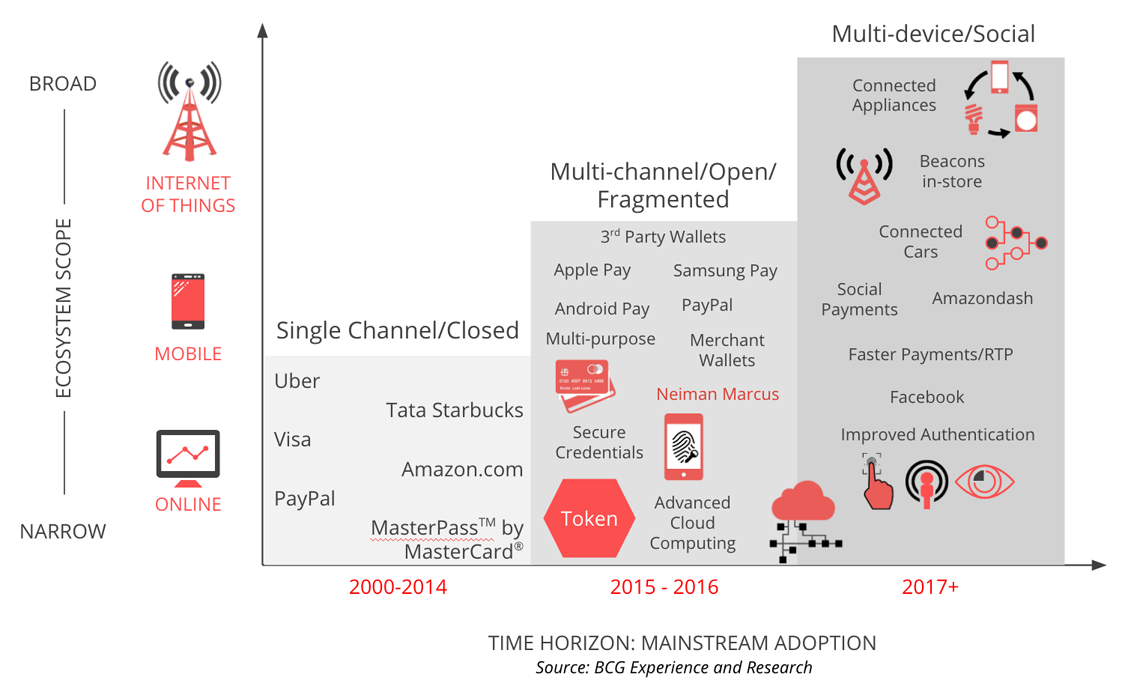 Multi-device/Social
BROAD
INTERNET
OF THINGS
ECOSYSTEM SCOPE
MOBILE
ONLINE
NARROW
Single Channel/Closed
Uber
Tata Starbucks
Visa
Amazon.com
PayPal
MasterPass™ by
MasterCard®
Multi-channel/Open/
Fragmented
3rd Party Wallets
Apple Pay
Samsung Pay
Android Pay
PayPal
Multi-purpose
Merchant
Wallets
Neiman Marcus
Secure
Credentials
Token
Advanced
Cloud
Computing
Connected
Appliances
Beacons
in-store
Connected
Cars
Social
Payments
Amazondash
Faster Payments/RTP
Facebook
Improved Authentication
2000-2014
2015 - 2016
2017+
TIME HORIZON: MAINSTREAM ADOPTION
Source: BCG Experience and Research